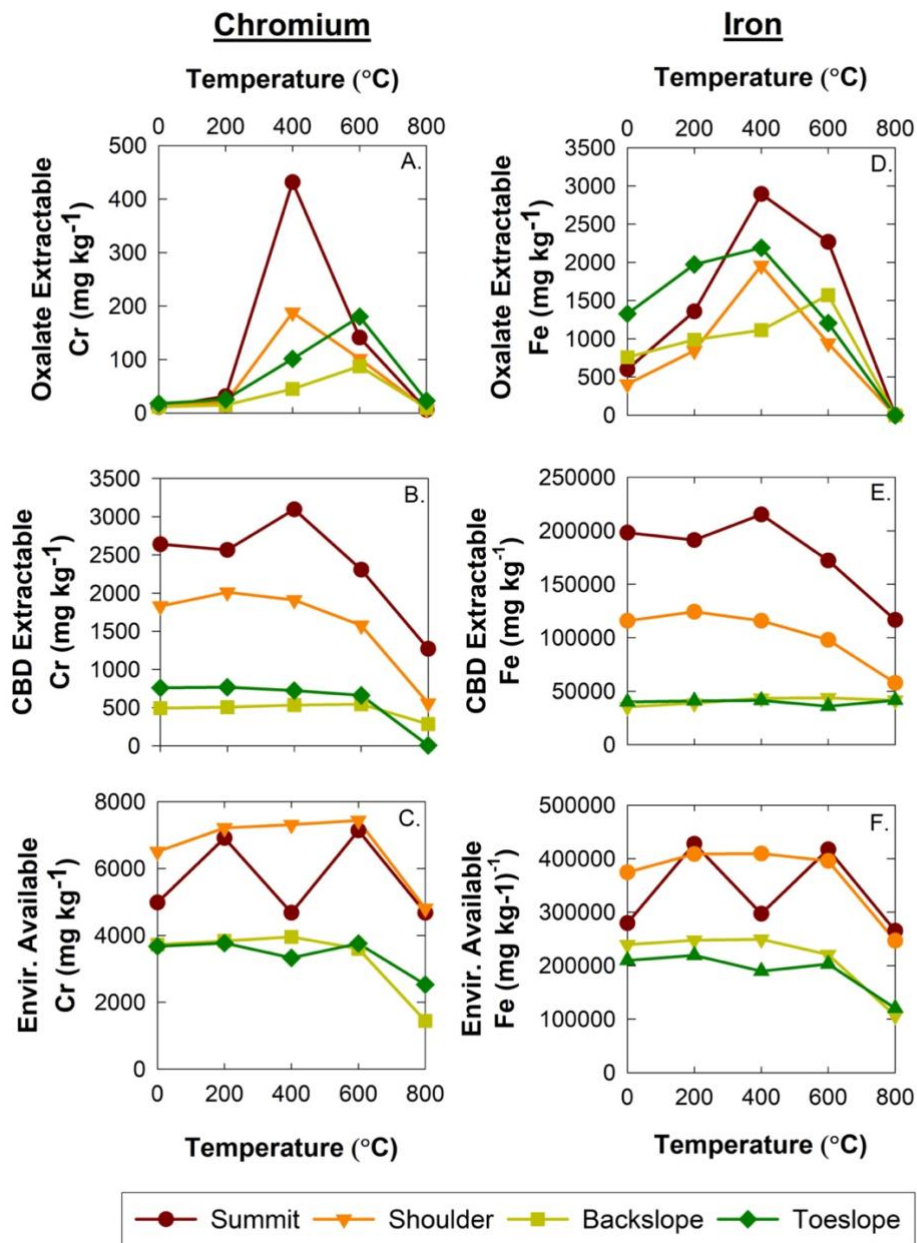 Chromium
Iron
Temperature (°C)
Temperature (°C)
0 200 400 600 800
0 200 400 600 800
Oxalate Extractable
Cr (mg kg-1)
500
400
300
200
100
0
A.
Oxalate Extractable
Fe (mg kg-1)
3500
3000
2500
2000
1500
1000
500
0
D.
CBD Extractable
Cr (mg kg-1)
3500
3000
2500
2000
1500
1000
500
0
B.
CBD Extractable
Fe (mg kg-1)
250000
200000
150000
100000
50000
0
E.
Envir. Available
Cr (mg kg-1)
8000
6000
4000
2000
0
C.
Envir. Available
Fe (mg kg-1)-1)
500000
400000
300000
200000
100000
0
F.
0 200 400 600 800
0 200 400 600 800
Temperature (°C)
Temperature (°C)
Summit Shoulder Backslope Toeslope